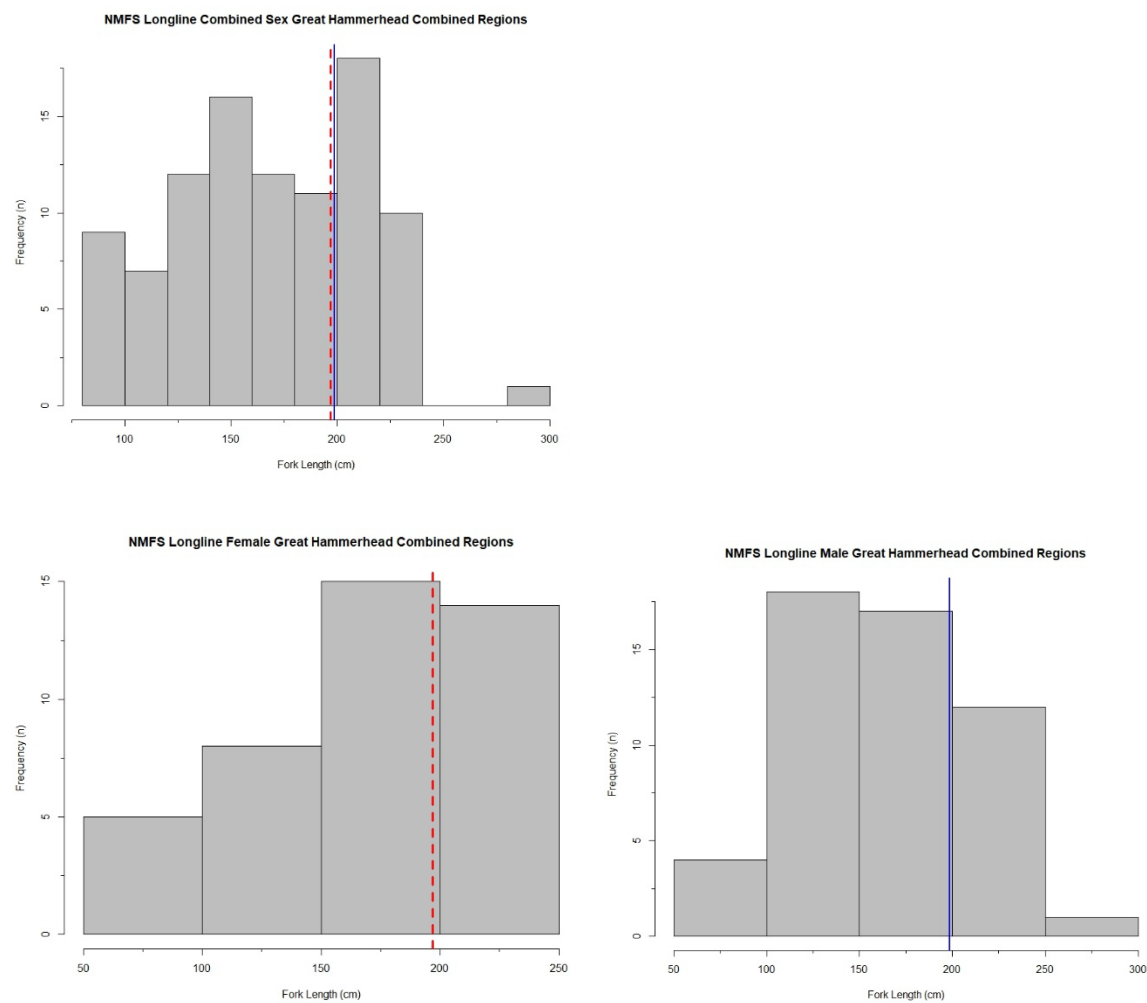 NMFS Longline Combined Sex Great Hammerhead Combined Regions
15
10
5
0
Frequency (n)
100 150 200 250 300
Fork Length (cm)
NMFS Longline Female Great Hammerhead Combined Regions
15
10
5
0
Frequency (n)
50 100 150 200 250
Fork Length (cm)
NMFS Longline Male Great Hammerhead Combined Regions
15
10
5
0
Frequency (n)
50 100 150 200 250 300
Fork Length (cm)